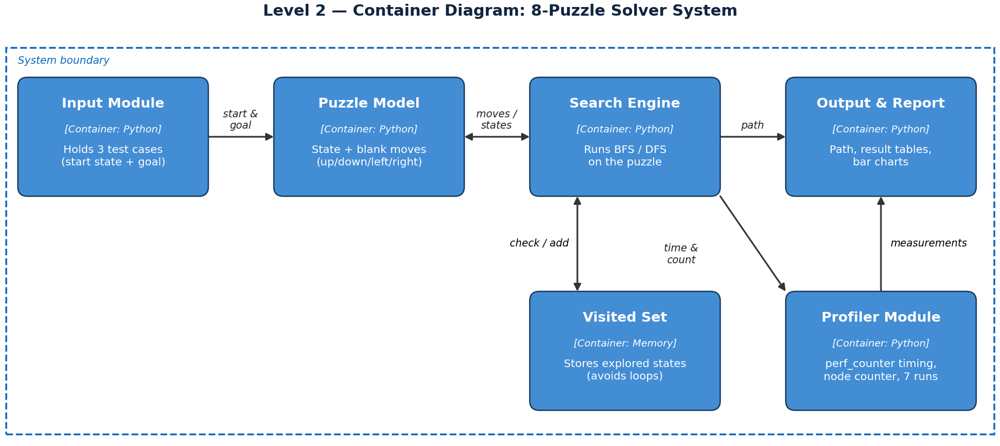 Level 2 — Container Diagram: 8-Puzzle Solver System
System boundary
Input Module
[Container: Python]
Holds 3 test cases
(start state + goal)
start &
goal
Puzzle Model
[Container: Python]
State + blank moves
(up/down/left/right)
moves /
states
Search Engine
[Container: Python]
Runs BFS / DFS
on the puzzle
path
Output & Report
[Container: Python]
Path, result tables,
bar charts
check / add
time &
count
measurements
Visited Set
[Container: Memory]
Stores explored states
(avoids loops)
Profiler Module
[Container: Python]
perf_counter timing,
node counter, 7 runs